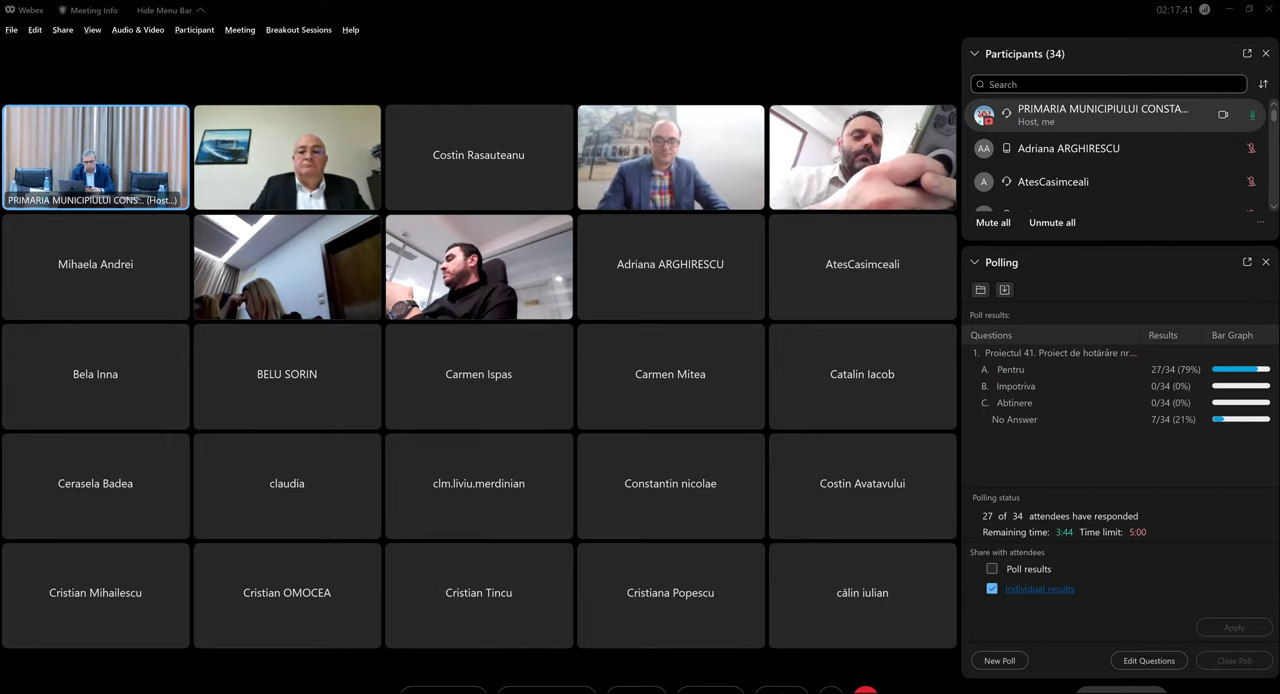 Webex
Meeting Info
Hide Menu Bar
02:17:41
File Edit Share View Audio & Video Participant Meeting Breakout Sessions Help
PRIMARIA MUNICIPIULUI CONS... (Host...)
Costin Rasauteanu
Mihaela Andrei
Adriana ARGHIRESCU
AtesCasimceali
Bela Inna
BELU SORIN
Carmen Ispas
Carmen Mitea
Catalin Iacob
Cerasela Badea
claudia
clm.liviu.merdinian
Constantin nicolae
Costin Avatavului
Cristian Mihailescu
Cristian OMOCEA
Cristian Tincu
Cristiana Popescu
călin iulian
Participants (34)
Search
PRIMARIA MUNICIPIULUI CONSTA...
Host, me
AA Adriana ARGHIRESCU
A AtesCasimceali
Mute all Unmute all ...
Polling
Poll results:
Questions Results Bar Graph
1. Proiectul 41. Proiect de hotărâre nr....
A. Pentru 27/34 (79%)
B. Impotriva 0/34 (0%)
C. Abtinere 0/34 (0%)
No Answer 7/34 (21%)
Polling status
27 of 34 attendees have responded
Remaining time: 3:44 Time limit: 5:00
Share with attendees
Poll results
Individual results
Apply
New Poll Edit Questions Close Poll